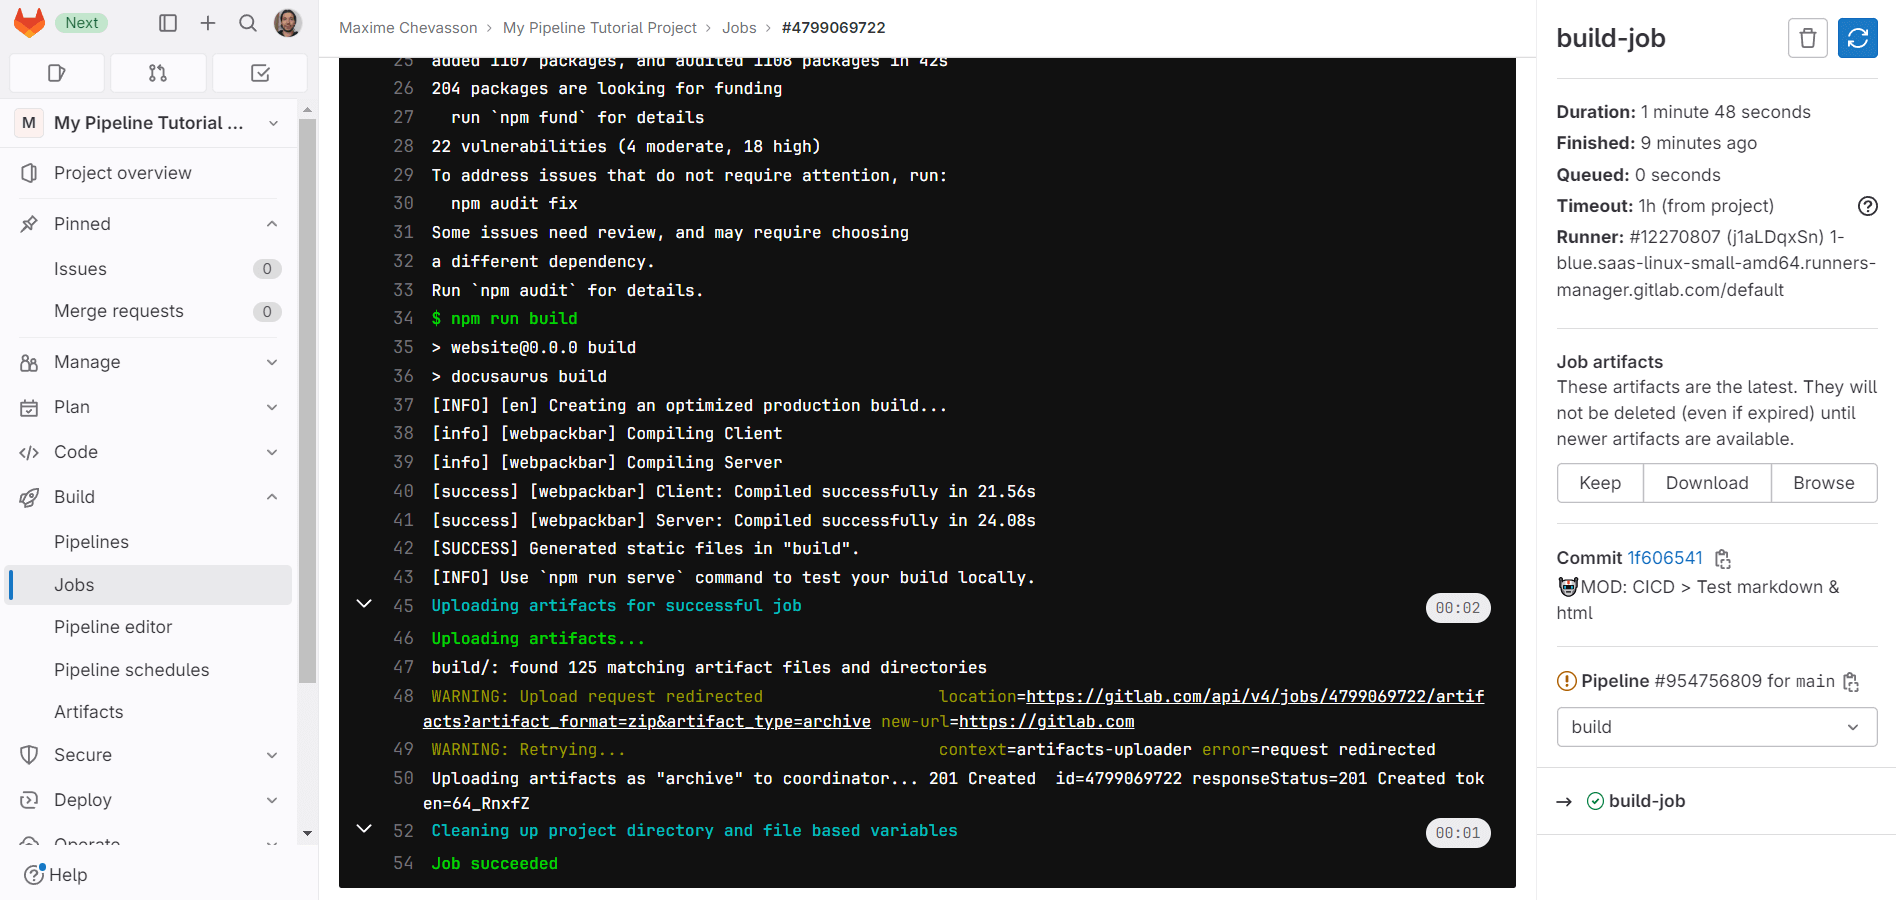 Next
Maxime Chevasson › My Pipeline Tutorial Project › Jobs › #4799069722
M My Pipeline Tutorial ...
Project overview
Pinned
Issues 0
Merge requests 0
Manage
Plan
Code
Build
Pipelines
Jobs
Pipeline editor
Pipeline schedules
Artifacts
Secure
Deploy
Operate
Help
25 added 1107 packages, and audited 1108 packages in 42s
26 204 packages are looking for funding
27 run `npm fund` for details
28 22 vulnerabilities (4 moderate, 18 high)
29 To address issues that do not require attention, run:
30 npm audit fix
31 Some issues need review, and may require choosing
32 a different dependency.
33 Run `npm audit` for details.
34 $ npm run build
35 > website@0.0.0 build
36 > docusaurus build
37 [INFO] [en] Creating an optimized production build...
38 [info] [webpackbar] Compiling Client
39 [info] [webpackbar] Compiling Server
40 [success] [webpackbar] Client: Compiled successfully in 21.56s
41 [success] [webpackbar] Server: Compiled successfully in 24.08s
42 [SUCCESS] Generated static files in "build".
43 [INFO] Use `npm run serve` command to test your build locally.
45 Uploading artifacts for successful job 00:02
46 Uploading artifacts...
47 build/: found 125 matching artifact files and directories
48 WARNING: Upload request redirected location=https://gitlab.com/api/v4/jobs/4799069722/artif
acts?artifact_format=zip&artifact_type=archive new-url=https://gitlab.com
49 WARNING: Retrying... context=artifacts-uploader error=request redirected
50 Uploading artifacts as "archive" to coordinator... 201 Created id=4799069722 responseStatus=201 Created tok
en=64_RnxfZ
52 Cleaning up project directory and file based variables 00:01
54 Job succeeded
build-job
Duration: 1 minute 48 seconds
Finished: 9 minutes ago
Queued: 0 seconds
Timeout: 1h (from project)
Runner: #12270807 (j1aLDqxSn) 1-
blue.saas-linux-small-amd64.runners-
manager.gitlab.com/default
Job artifacts
These artifacts are the latest. They will
not be deleted (even if expired) until
newer artifacts are available.
Keep Download Browse
Commit 1f606541
MOD: CICD > Test markdown &
html
Pipeline #954756809 for main
build
→ build-job